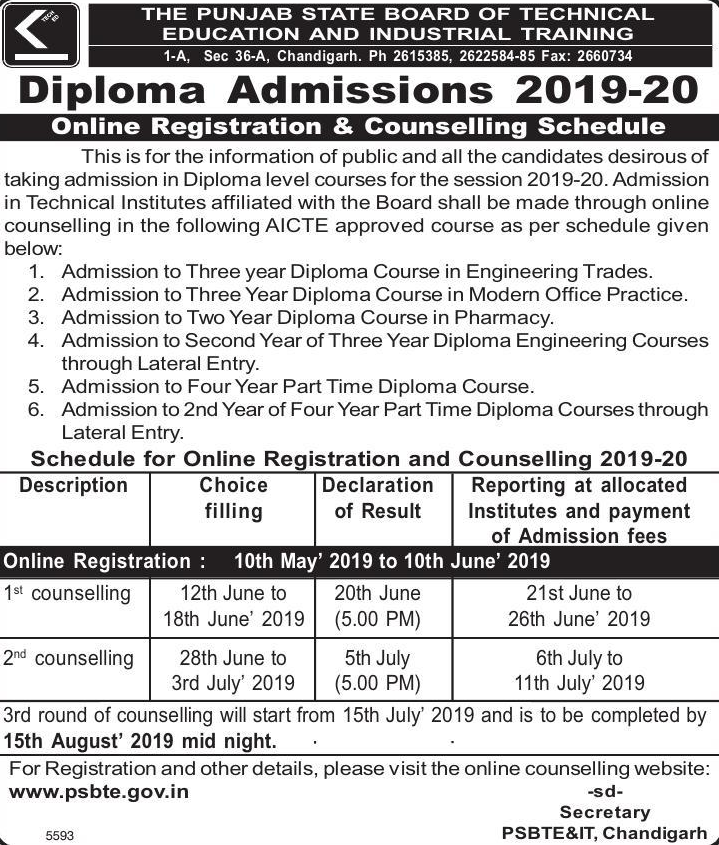 TECH
ED
THE PUNJAB STATE BOARD OF TECHNICAL
EDUCATION AND INDUSTRIAL TRAINING
1-A, Sec 36-A, Chandigarh. Ph 2615385, 2622584-85 Fax: 2660734
Diploma Admissions 2019-20
Online Registration & Counselling Schedule
This is for the information of public and all the candidates desirous of
taking admission in Diploma level courses for the session 2019-20. Admission
in Technical Institutes affiliated with the Board shall be made through online
counselling in the following AICTE approved course as per schedule given
below:
1. Admission to Three year Diploma Course in Engineering Trades.
2. Admission to Three Year Diploma Course in Modern Office Practice.
3. Admission to Two Year Diploma Course in Pharmacy.
4. Admission to Second Year of Three Year Diploma Engineering Courses
through Lateral Entry.
5. Admission to Four Year Part Time Diploma Course.
6. Admission to 2nd Year of Four Year Part Time Diploma Courses through
Lateral Entry.
Schedule for Online Registration and Counselling 2019-20
Description Choice Declaration Reporting at allocated
filling of Result Institutes and payment
of Admission fees
Online Registration : 10th May' 2019 to 10th June' 2019
1st counselling 12th June to 20th June 21st June to
18th June' 2019 (5.00 PM) 26th June' 2019
2nd counselling 28th June to 5th July 6th July to
3rd July' 2019 (5.00 PM) 11th July' 2019
3rd round of counselling will start from 15th July' 2019 and is to be completed by
15th August' 2019 mid night.
For Registration and other details, please visit the online counselling website:
www.psbte.gov.in -sd-
Secretary
5593 PSBTE&IT, Chandigarh